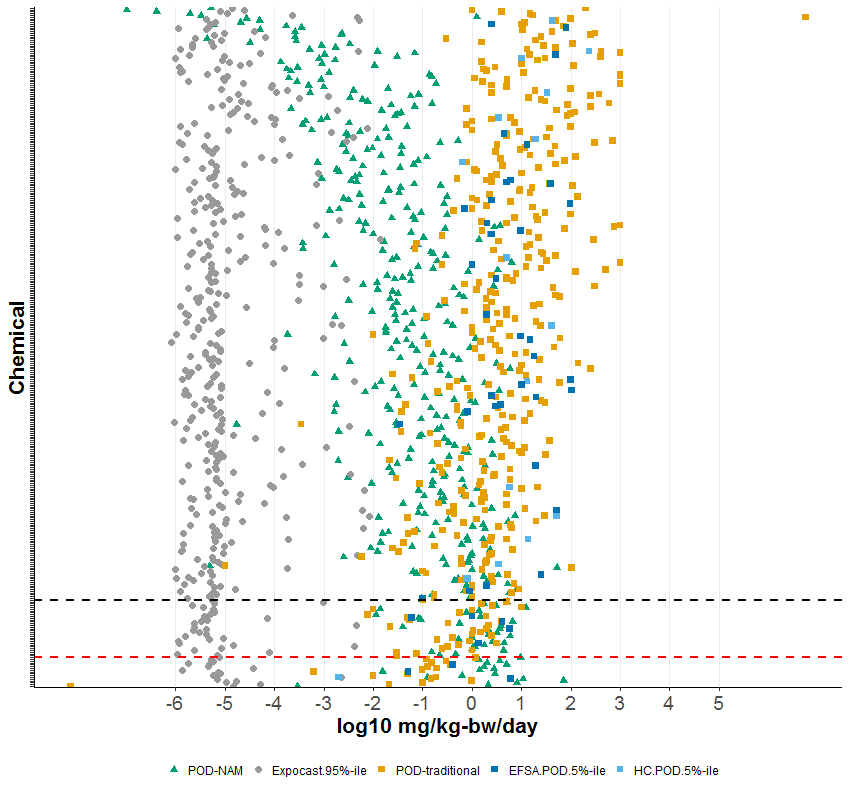 Chemical
-6 -5 -4 -3 -2 -1 0 1 2 3 4 5
log10 mg/kg-bw/day
POD-NAM Expocast.95%-ile POD-traditional EFSA.POD.5%-ile HC.POD.5%-ile